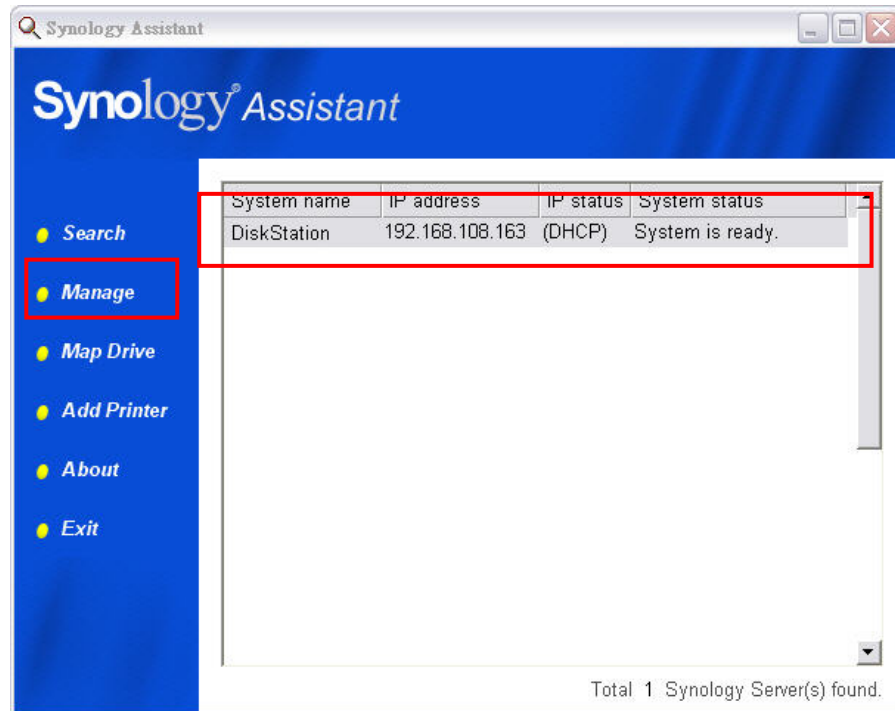 Synology Assistant
Synology® Assistant
System name IP address IP status System status
DiskStation 192.168.108.163 (DHCP) System is ready.
Search
Manage
Map Drive
Add Printer
About
Exit
Total 1 Synology Server(s) found.